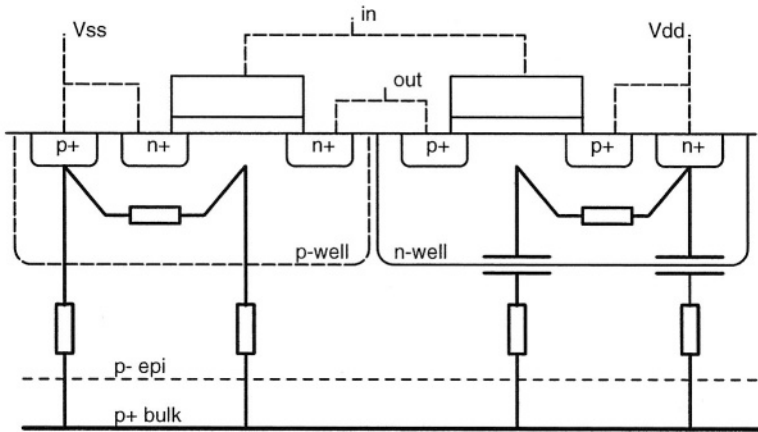 in
Vss
Vdd
out
p+ n+ n+ p+ p+ n+
p-well n-well
p- epi
p+ bulk